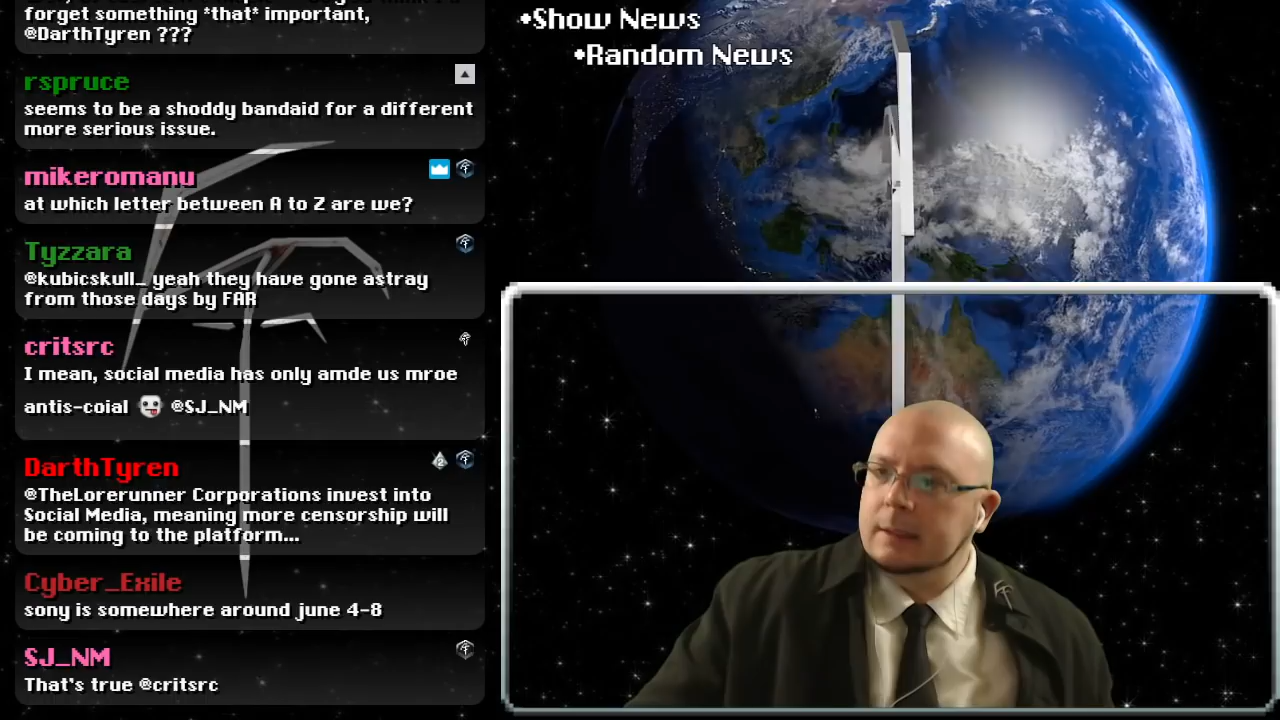 forget something *that* important,
@DarthTyren ???
rspruce
seems to be a shoddy bandaid for a different
more serious issue.
mikeromanu
at which letter between A to Z are we?
Tyzzara
@kubicskull_ yeah they have gone astray
from those days by FAR
critsrc
I mean, social media has only amde us mroe
antis-coial @SJ_NM
DarthTyren
@TheLorerunner Corporations invest into
Social Media, meaning more censorship will
be coming to the platform...
Cyber_Exile
sony is somewhere around june 4-8
SJ_NM
That's true @critsrc
•Show News
•Random News